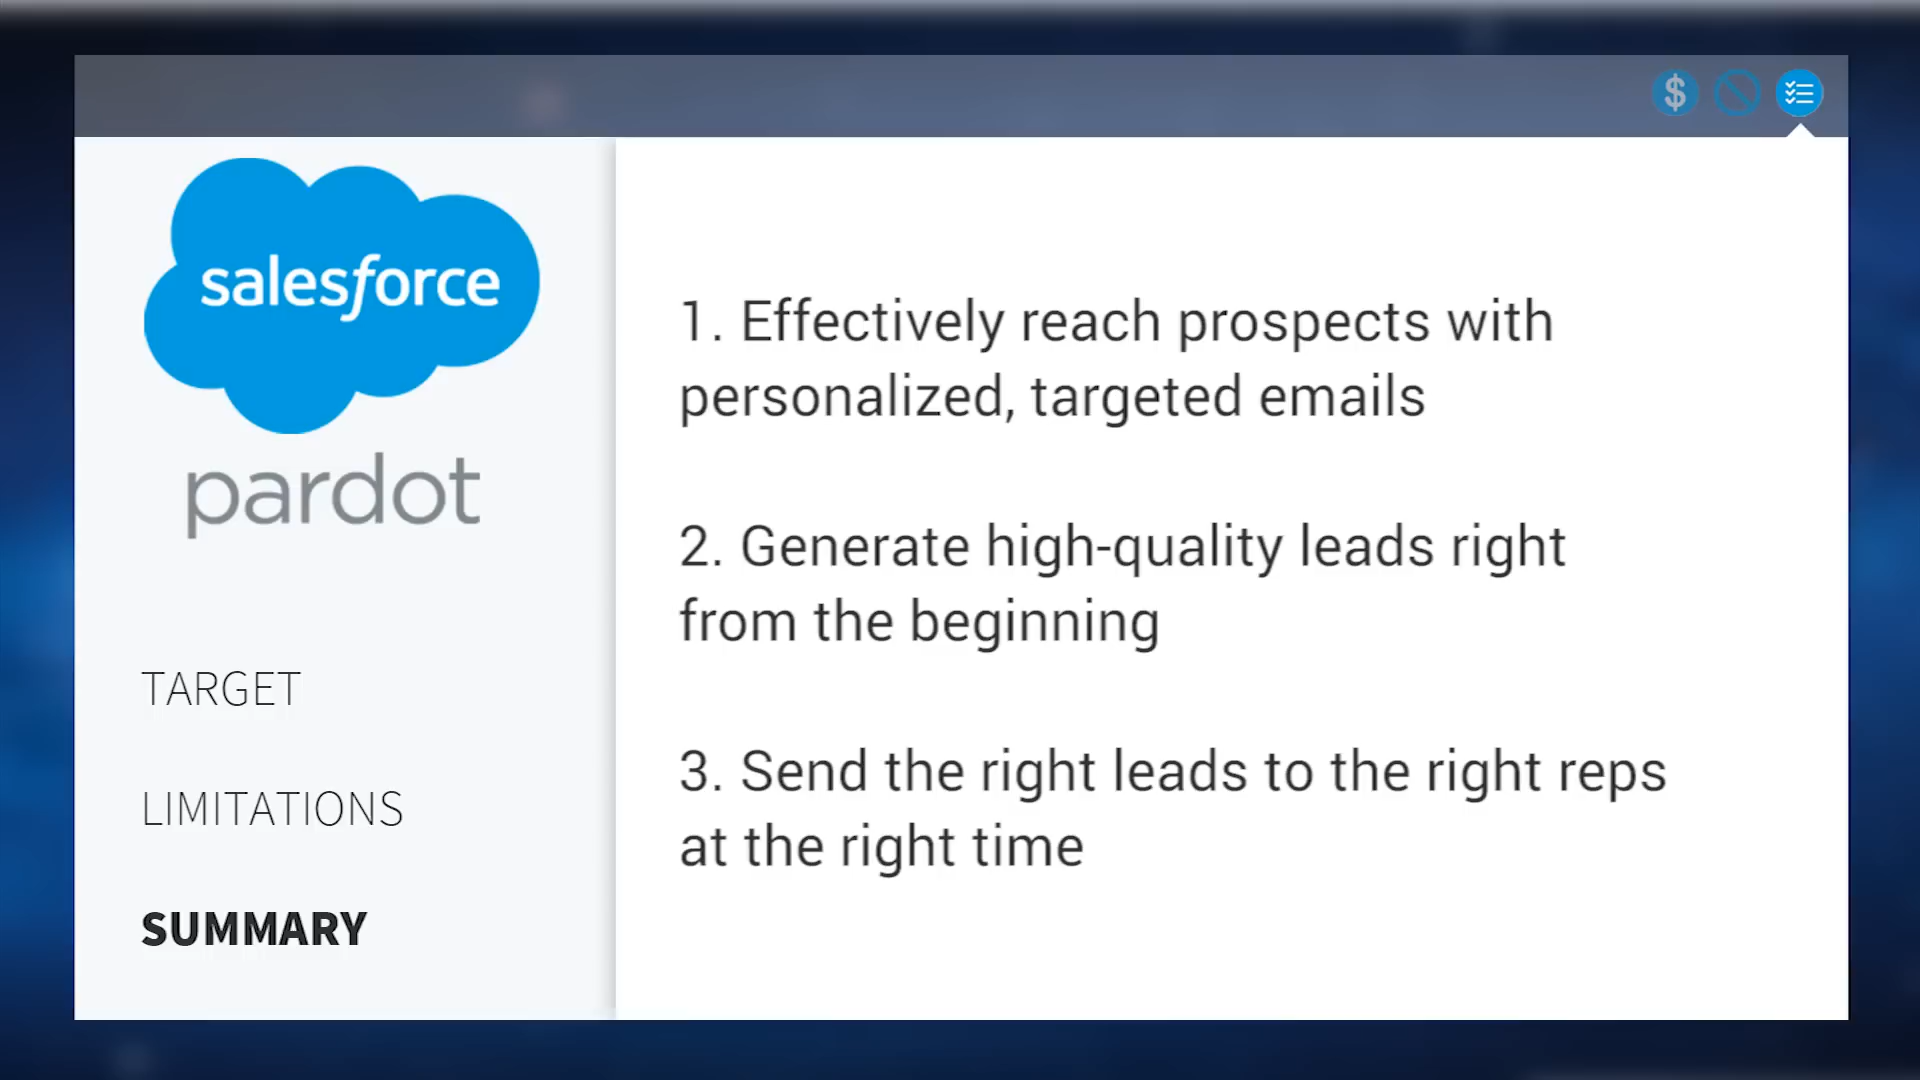 salesforce
pardot
TARGET
LIMITATIONS
SUMMARY
$
1. Effectively reach prospects with
personalized, targeted emails
2. Generate high-quality leads right
from the beginning
3. Send the right leads to the right reps
at the right time